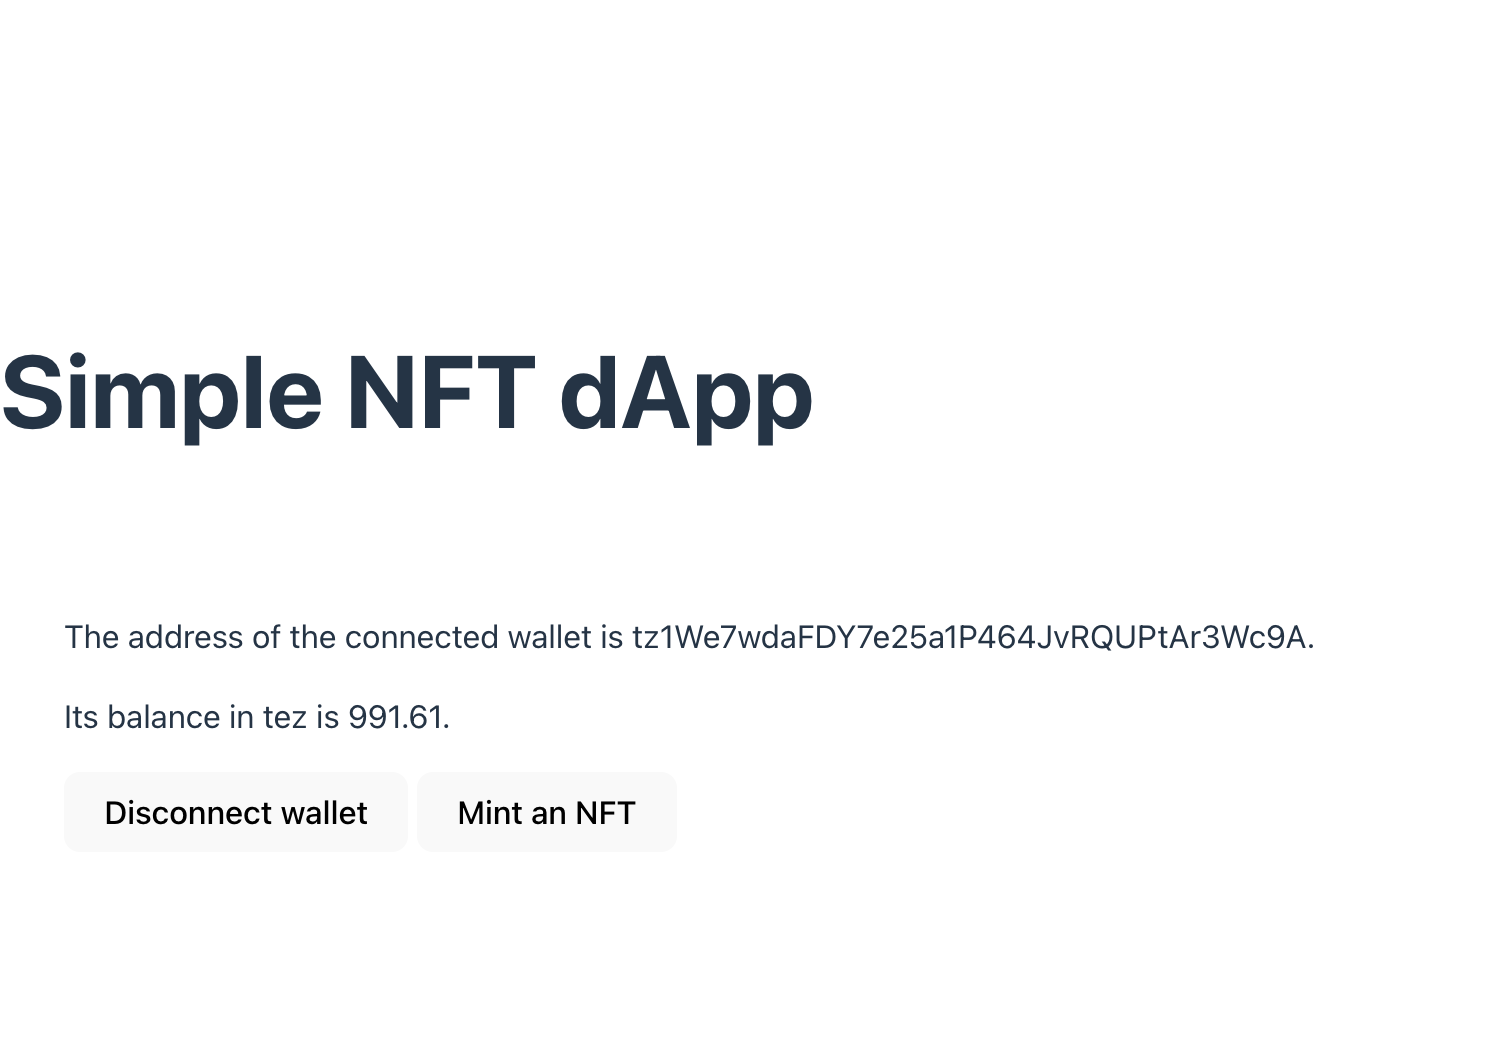 Simple NFT dApp
The address of the connected wallet is tz1We7wdaFDY7e25a1P464JvRQUPtAr3Wc9A.
Its balance in tez is 991.61.
Disconnect wallet Mint an NFT